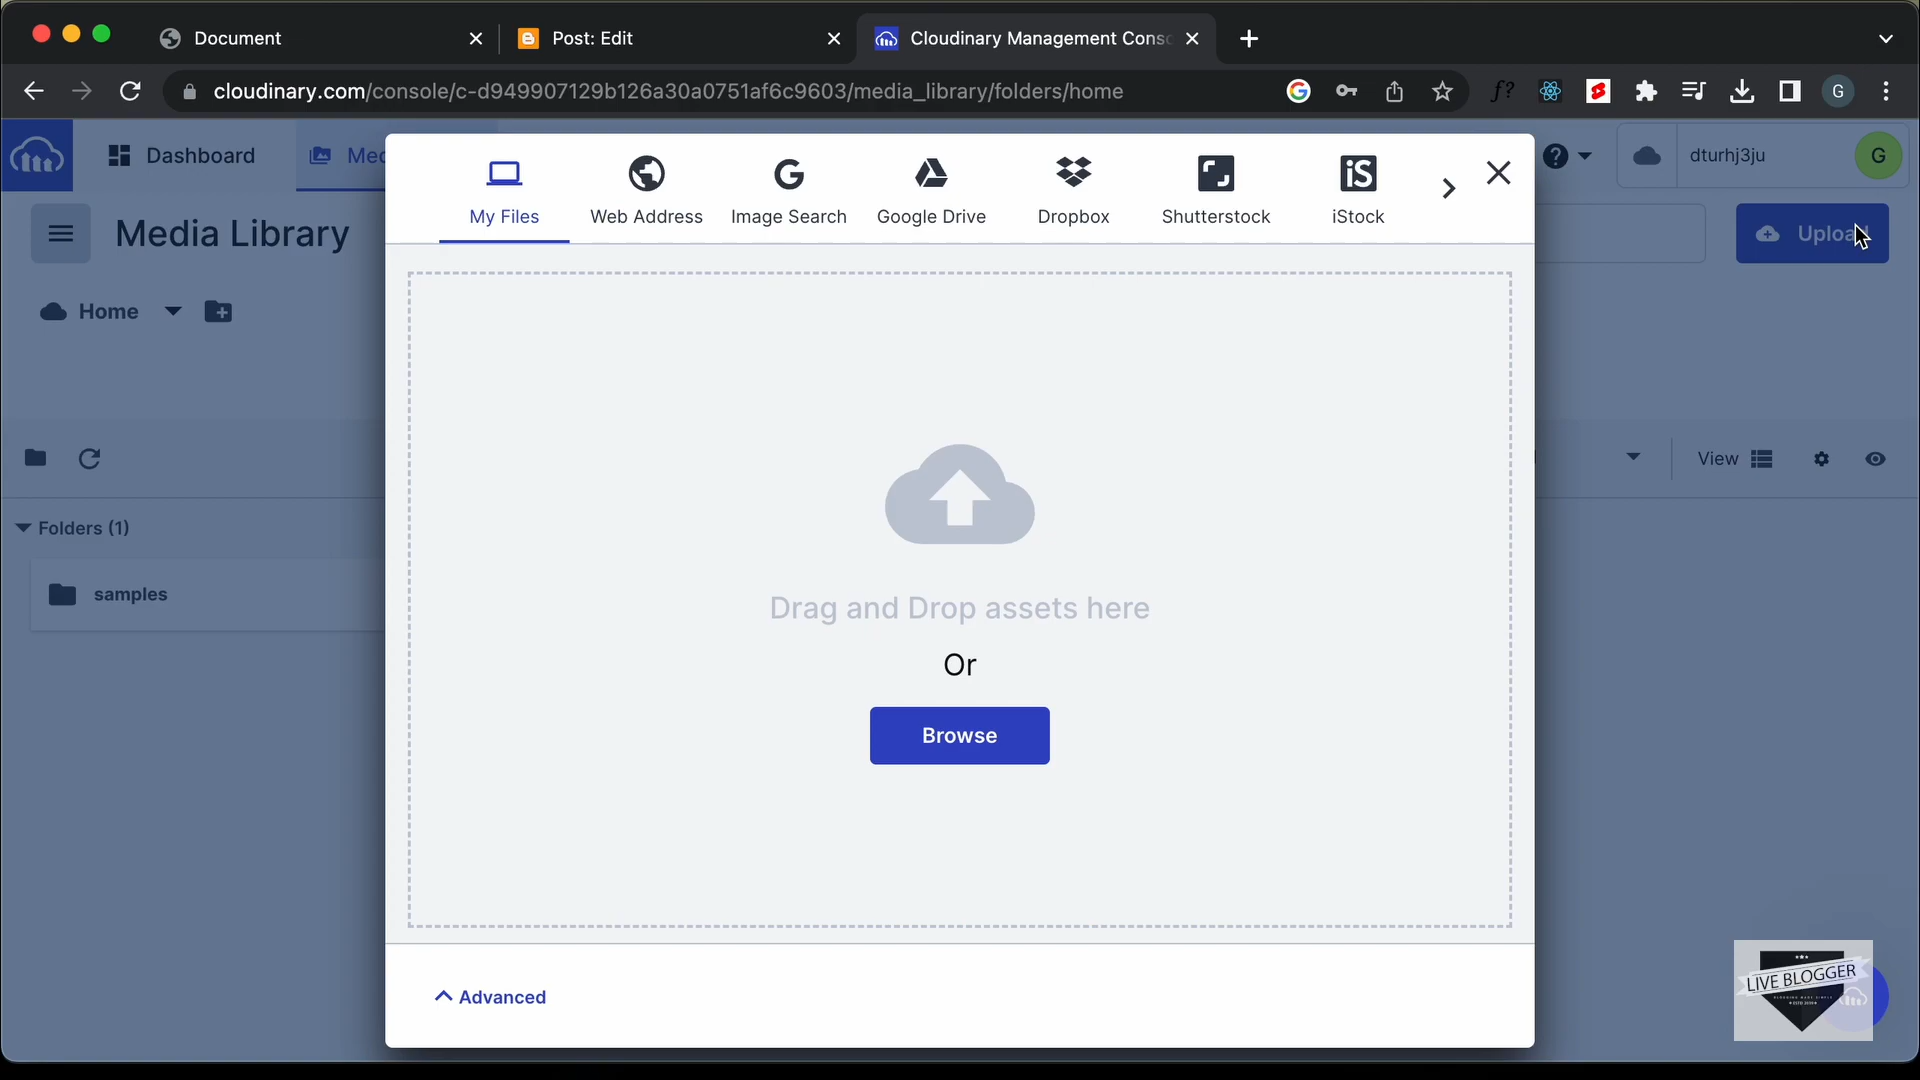 Document
Post: Edit
Cloudinary Management Conso
cloudinary.com/console/c-d949907129b126a30a0751af6c9603/media_library/folders/home
f?
G
Dashboard
Med
My Files
Web Address
Image Search
Google Drive
Dropbox
iS
Shutterstock
iStock
dturhj3ju
G
Media Library
Upload
Home
View
Folders (1)
samples
Drag and Drop assets here
Or
Browse
Advanced
LIVE BLOGGER